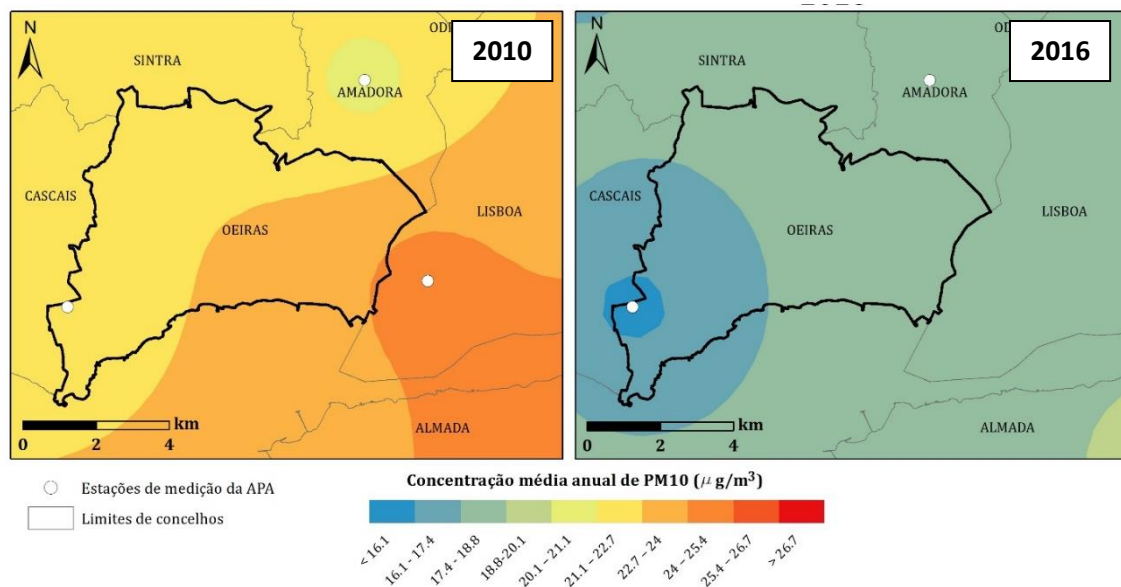 N
2010
OD
SINTRA
AMADORA
CASCAIS
LISBOA
OEIRAS
km
0 2 4
ALMADA
N
2016
SINTRA
AMADORA
CASCAIS
LISBOA
OEIRAS
km
0 2 4
ALMADA
Estações de medição da APA
Limites de concelhos
Concentração média anual de PM10 (μ g/m³)
< 16.1
16.1 - 17.4
17.4 - 18.8
18.8-20.1
20.1 – 21.1
21.1 – 22.7
22.7 – 24
24 – 25.4
25.4 – 26.7
> 26.7